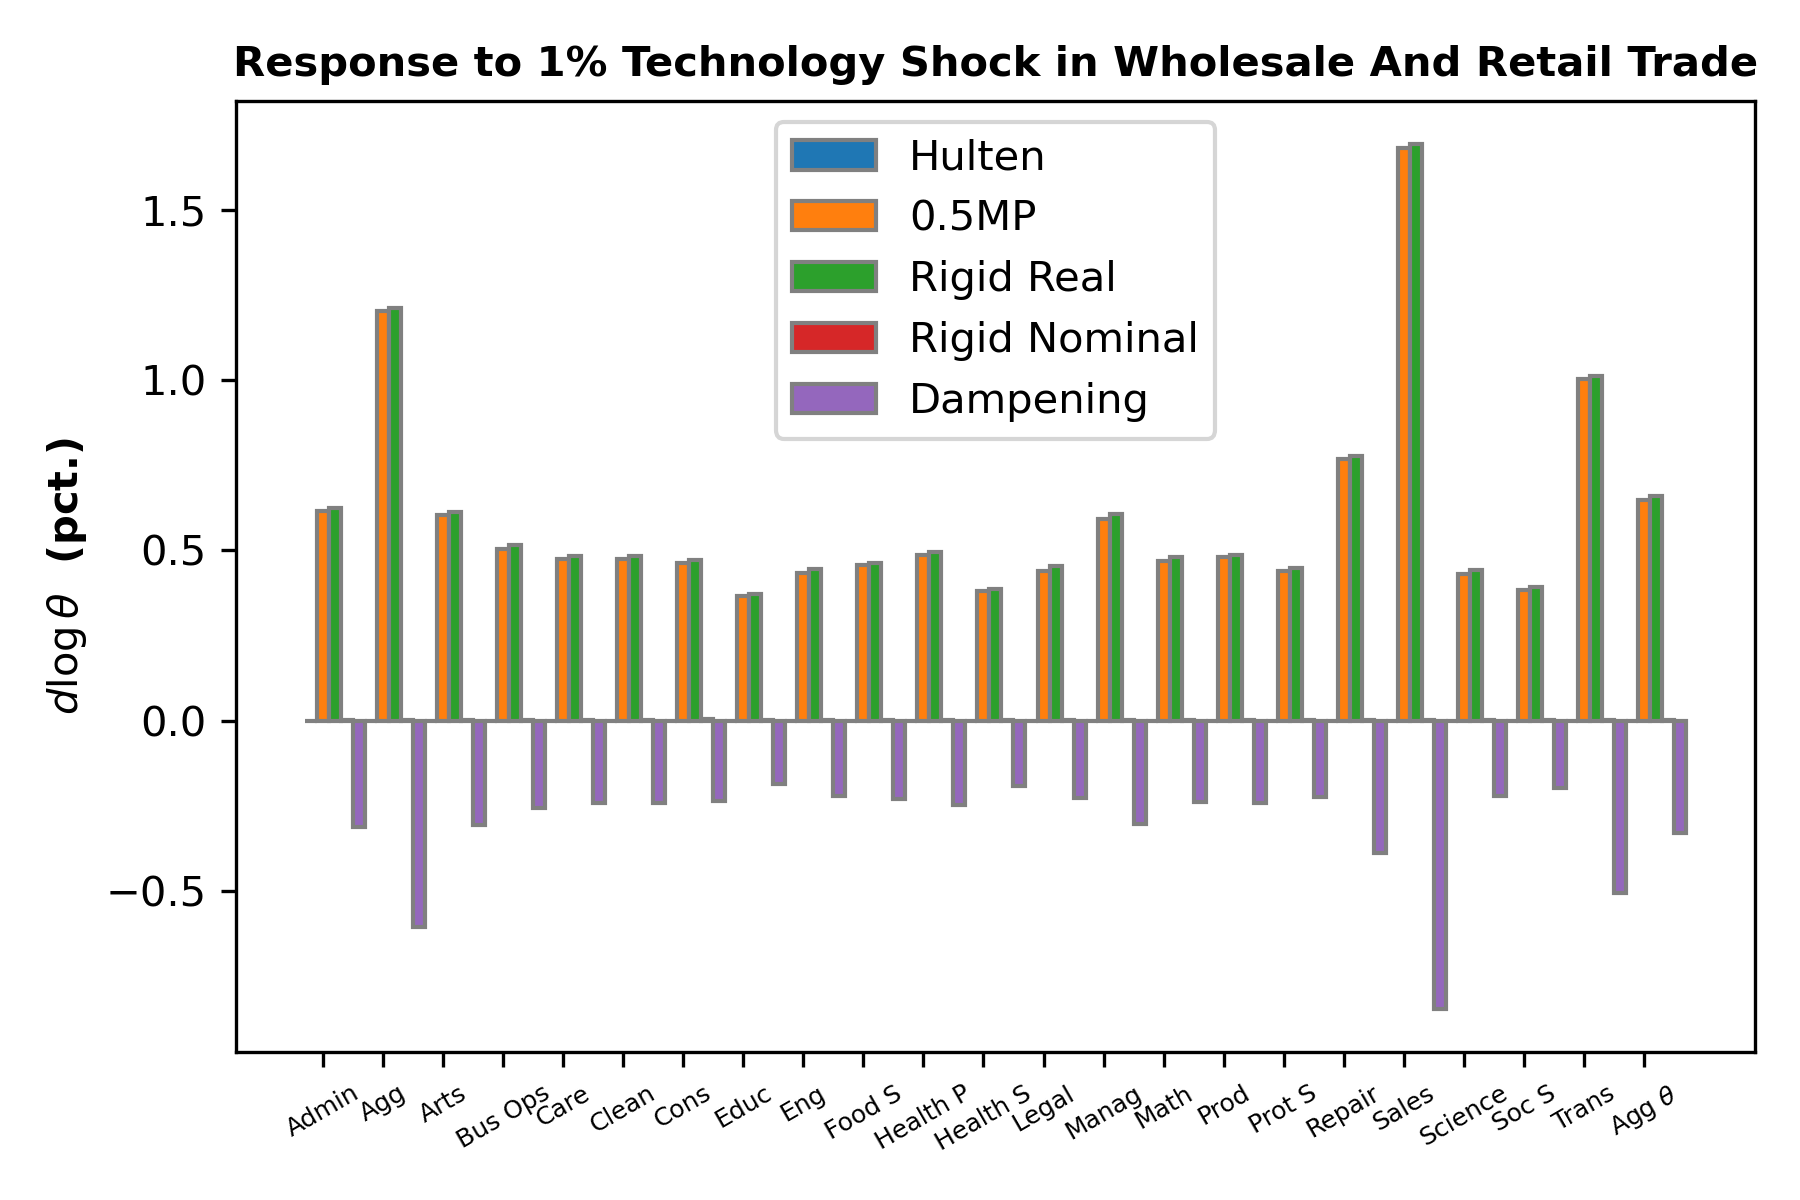 Response to 1% Technology Shock in Wholesale And Retail Trade
Hulten
0.5MP
Rigid Real
Rigid Nominal
Dampening
dlog θ (pct.)
1.5
1.0
0.5
0.0
−0.5
Admin
Agg
Arts
Bus Ops
Care
Clean
Cons
Educ
Eng
Food S
Health P
Health S
Legal
Manag
Math
Prod
Prot S
Repair
Sales
Science
Soc S
Trans
Agg θ